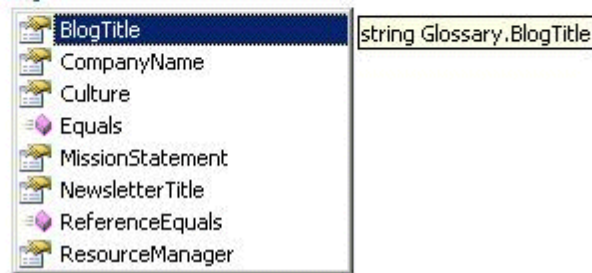 BlogTitle
string Glossary.BlogTitle
CompanyName
Culture
Equals
MissionStatement
NewsletterTitle
ReferenceEquals
ResourceManager